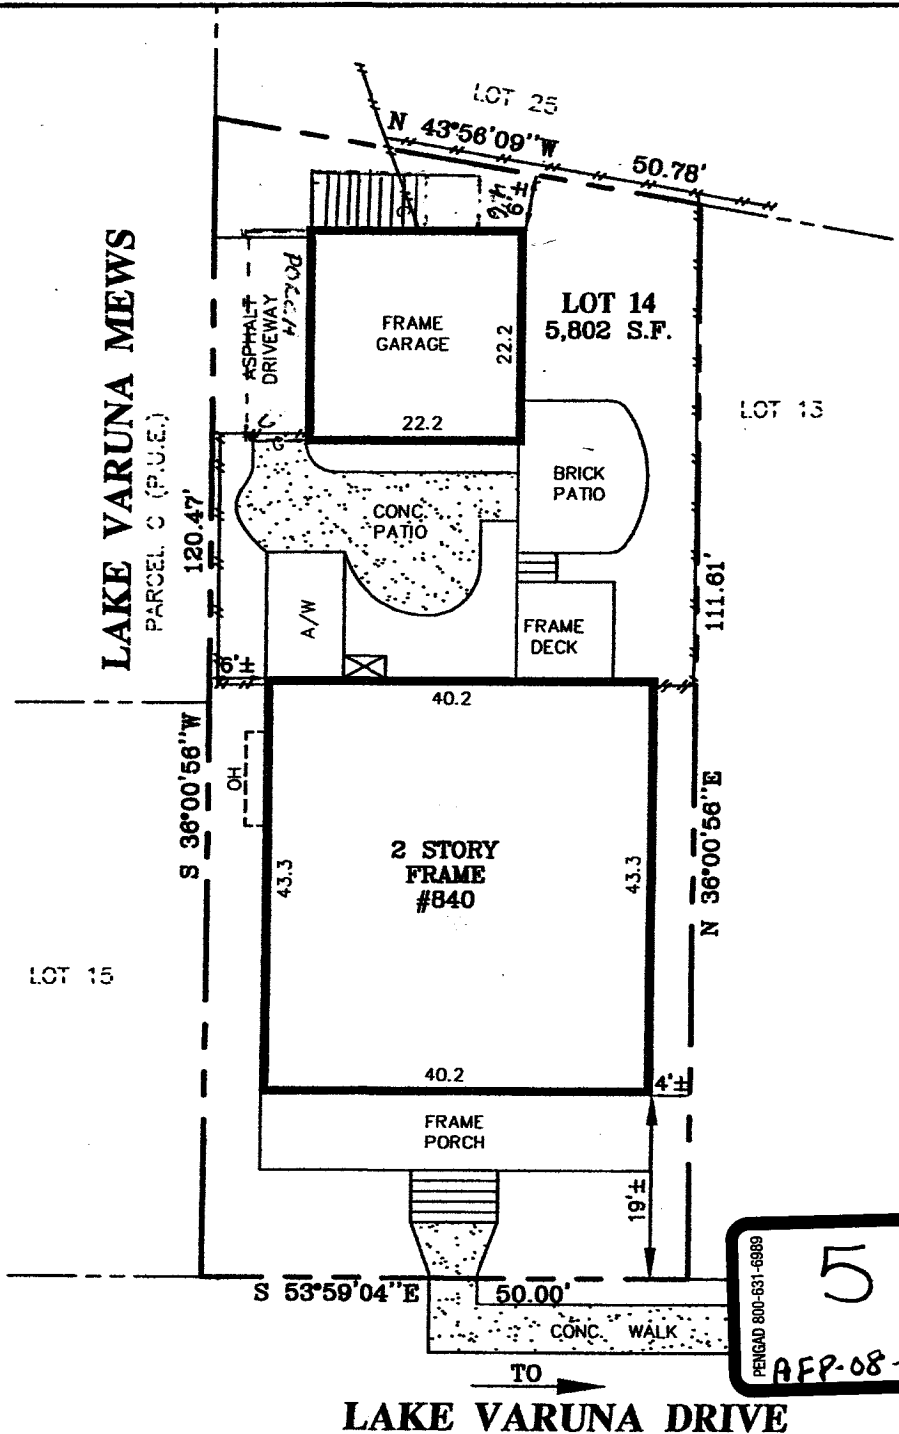 LOT 25
N 43°56'09"W
50.78'
9'±
PORCH
ASPHALT
DRIVEWAY
FRAME
GARAGE
22.2
22.2
LOT 14
5,802 S.F.
LOT 13
LAKE VARUNA MEWS
PARCEL C (P.U.E.)
120.47'
CONC.
PATIO
BRICK
PATIO
A/W
FRAME
DECK
111.61'
6'±
40.2
S 36°00'56"W
OH
43.3
2 STORY
FRAME
#840
43.3
N 36°00'56"E
LOT 15
40.2
4'±
FRAME
PORCH
19'±
S 53°59'04"E
50.00'
CONC. WALK
TO
LAKE VARUNA DRIVE
PENGAD 800-631-6989
5
AFP-08-